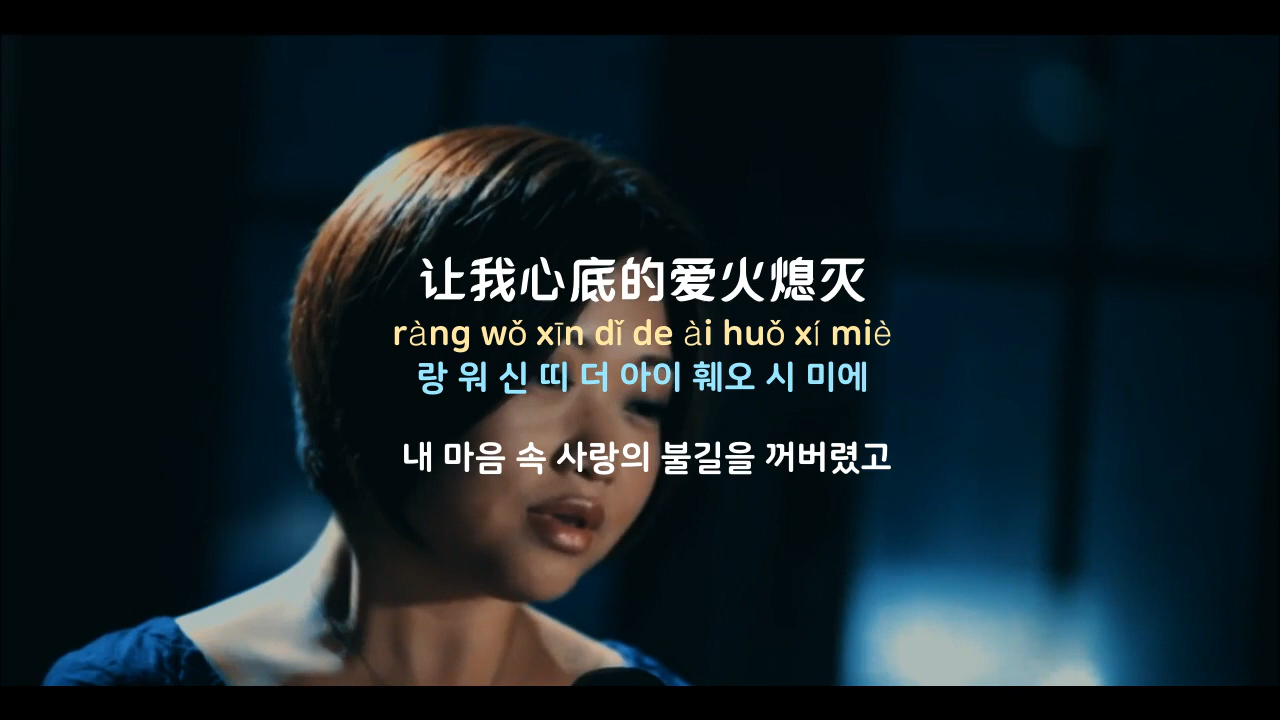 让我心底的爱火熄灭
ràng wǒ xīn dǐ de ài huǒ xí miè
랑 워 신 띠 더 아이 훼오 시 미에
내 마음 속 사랑의 불길을 꺼버렸고